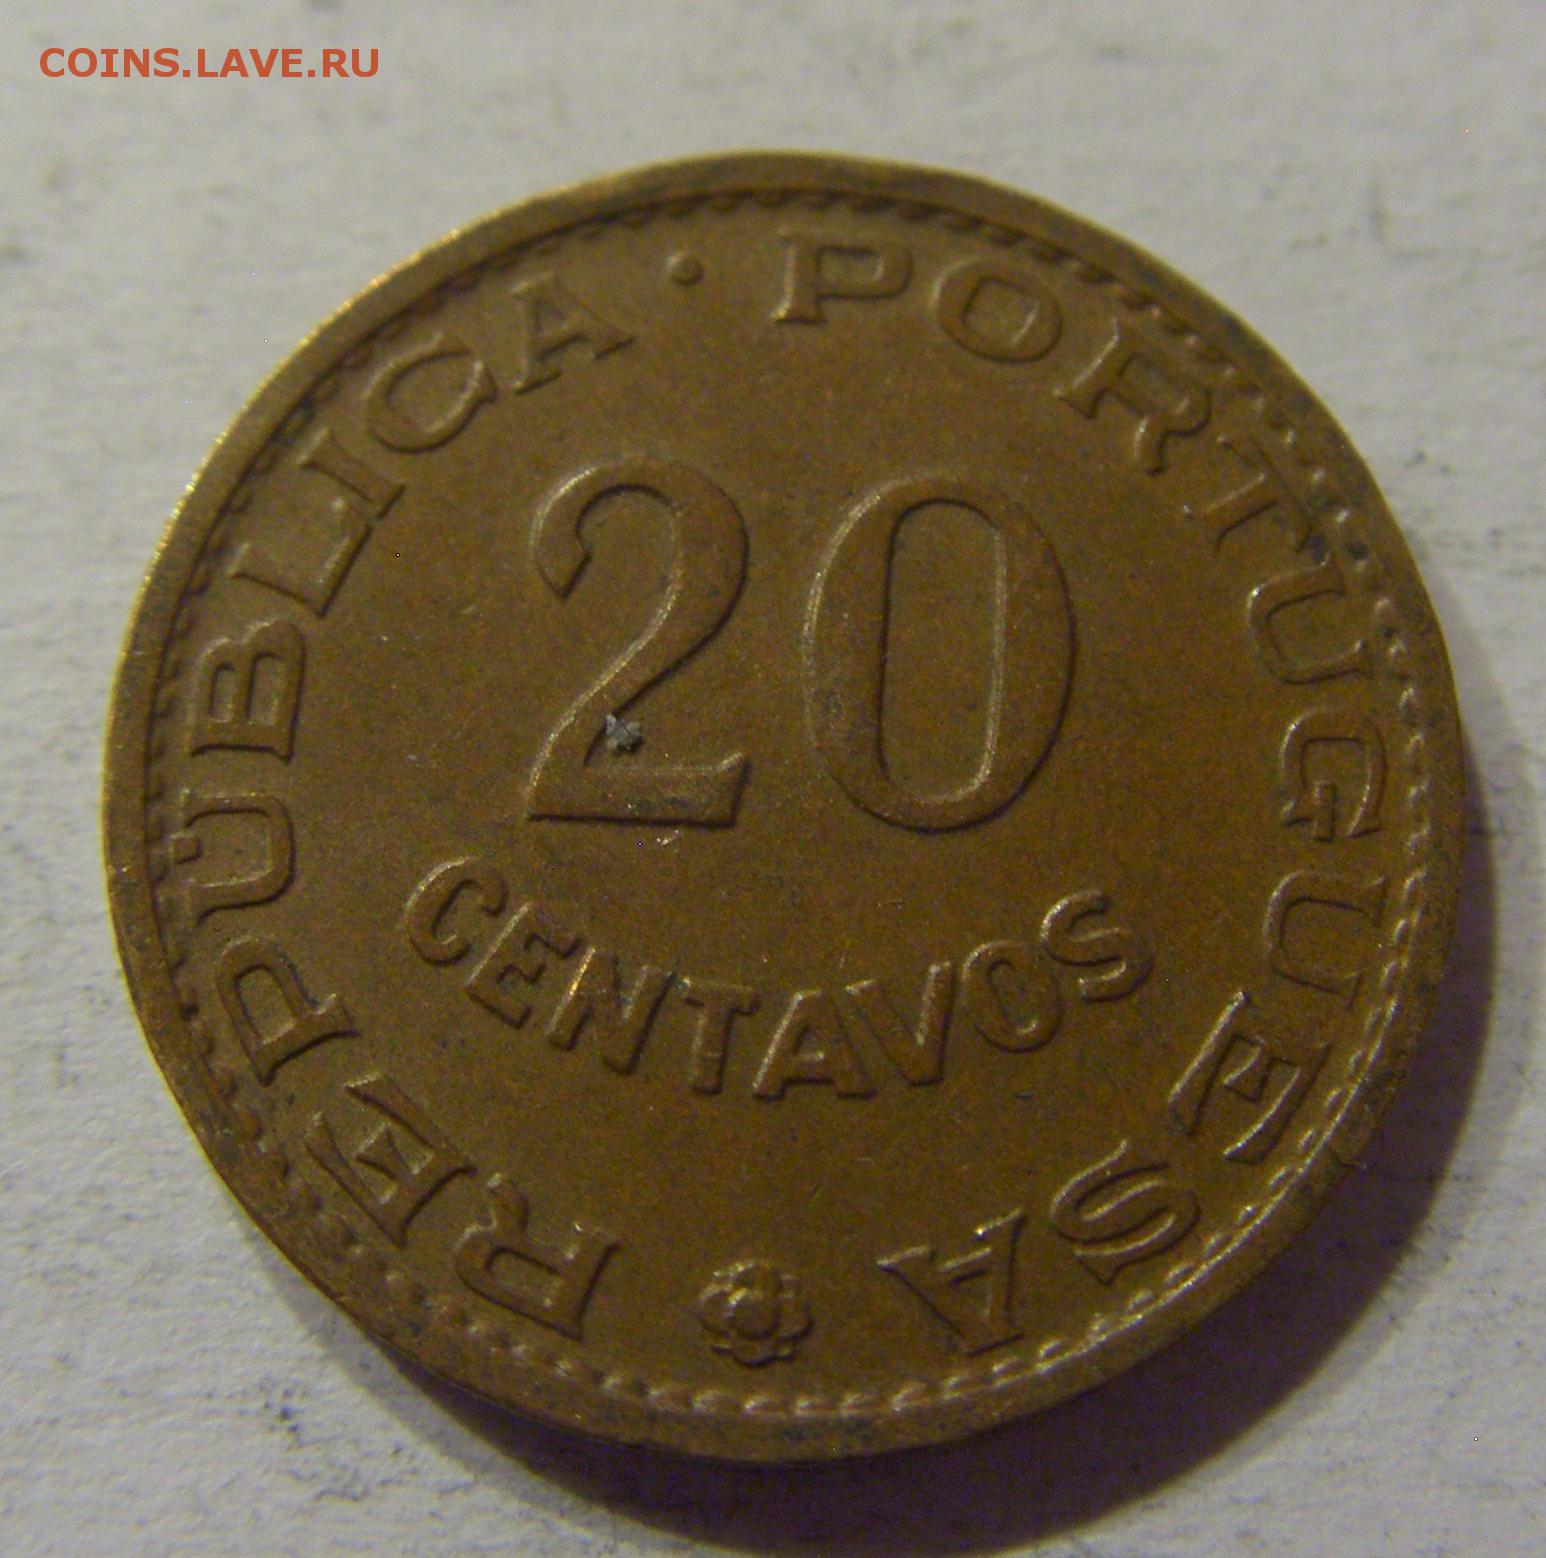 COINS.LAVE.RU
REPÚBLICA · PORTUGUESA
20
CENTAVOS